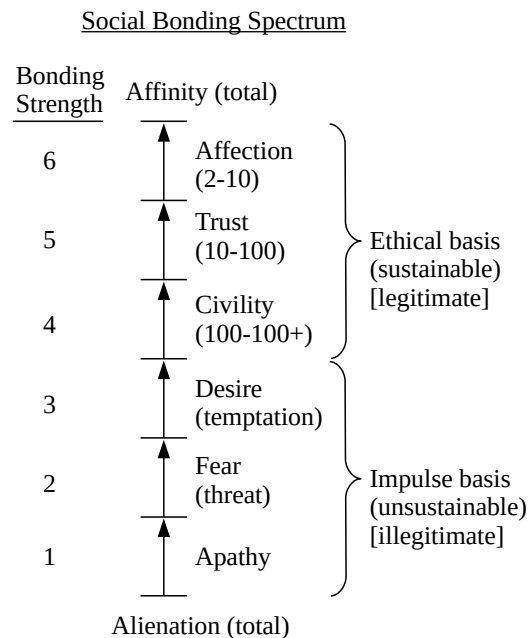 Social Bonding Spectrum
Bonding
Strength
Affinity (total)
6
Affection
(2-10)
5
Trust
(10-100)
4
Civility
(100-100+)
Ethical basis
(sustainable)
[legitimate]
3
Desire
(temptation)
2
Fear
(threat)
1
Apathy
Impulse basis
(unsustainable)
[illegitimate]
Alienation (total)